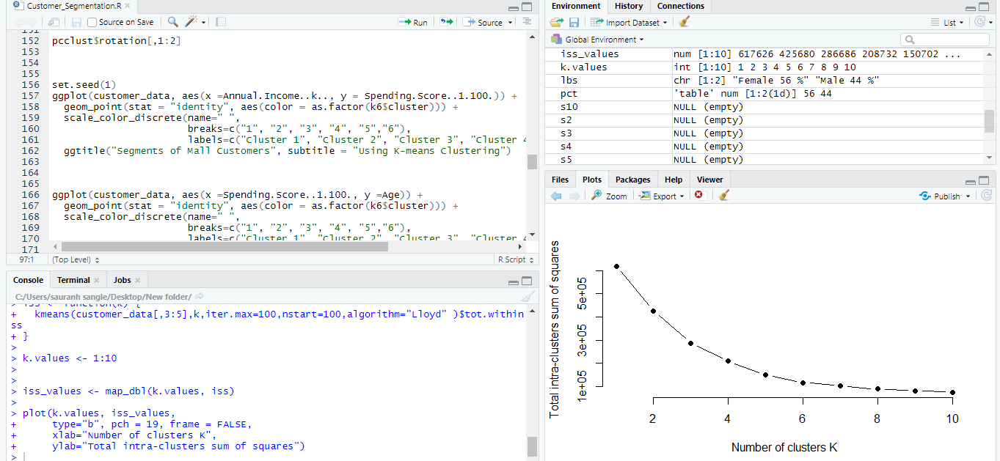 Customer_Segmentation.R
Source on Save
Run
Source
151
152 pcclust$rotation[,1:2]
153
154
155
156 set.seed(1)
157 ggplot(customer_data, aes(x =Annual.Income..k.., y = Spending.Score..1.100.)) +
158 geom_point(stat = "identity", aes(color = as.factor(k6$cluster))) +
159 scale_color_discrete(name=" ",
160 breaks=c("1", "2", "3", "4", "5","6"),
161 labels=c("Cluster 1", "Cluster 2", "Cluster 3", "Cluster 4
162 ggtitle("Segments of Mall Customers", subtitle = "Using K-means Clustering")
163
164
165
166 ggplot(customer_data, aes(x =Spending.Score..1.100., y =Age)) +
167 geom_point(stat = "identity", aes(color = as.factor(k6$cluster))) +
168 scale_color_discrete(name=" ",
169 breaks=c("1", "2", "3", "4", "5","6"),
170 labels=c("Cluster 1", "Cluster 2", "Cluster 3", "Cluster 4
171
97:1 (Top Level) R Script
Console Terminal Jobs
C:/Users/sauranh sangle/Desktop/New folder/
> iss <- function(k) {
+ kmeans(customer_data[,3:5],k,iter.max=100,nstart=100,algorithm="Lloyd" )$tot.within
ss
+ }
>
> k.values <- 1:10
>
>
> iss_values <- map_dbl(k.values, iss)
>
> plot(k.values, iss_values,
+ type="b", pch = 19, frame = FALSE,
+ xlab="Number of clusters K",
+ ylab="Total intra-clusters sum of squares")
>
Environment History Connections
Import Dataset List
Global Environment
iss_values num [1:10] 617626 425680 286686 208732 150702 ...
k.values int [1:10] 1 2 3 4 5 6 7 8 9 10
lbs chr [1:2] "Female 56 %" "Male 44 %"
pct 'table' num [1:2(1d)] 56 44
s10 NULL (empty)
s2 NULL (empty)
s3 NULL (empty)
s4 NULL (empty)
s5 NULL (empty)
Files Plots Packages Help Viewer
Zoom Export Publish
Total intra-clusters sum of squares
5e+05
3e+05
1e+05
2 4 6 8 10
Number of clusters K